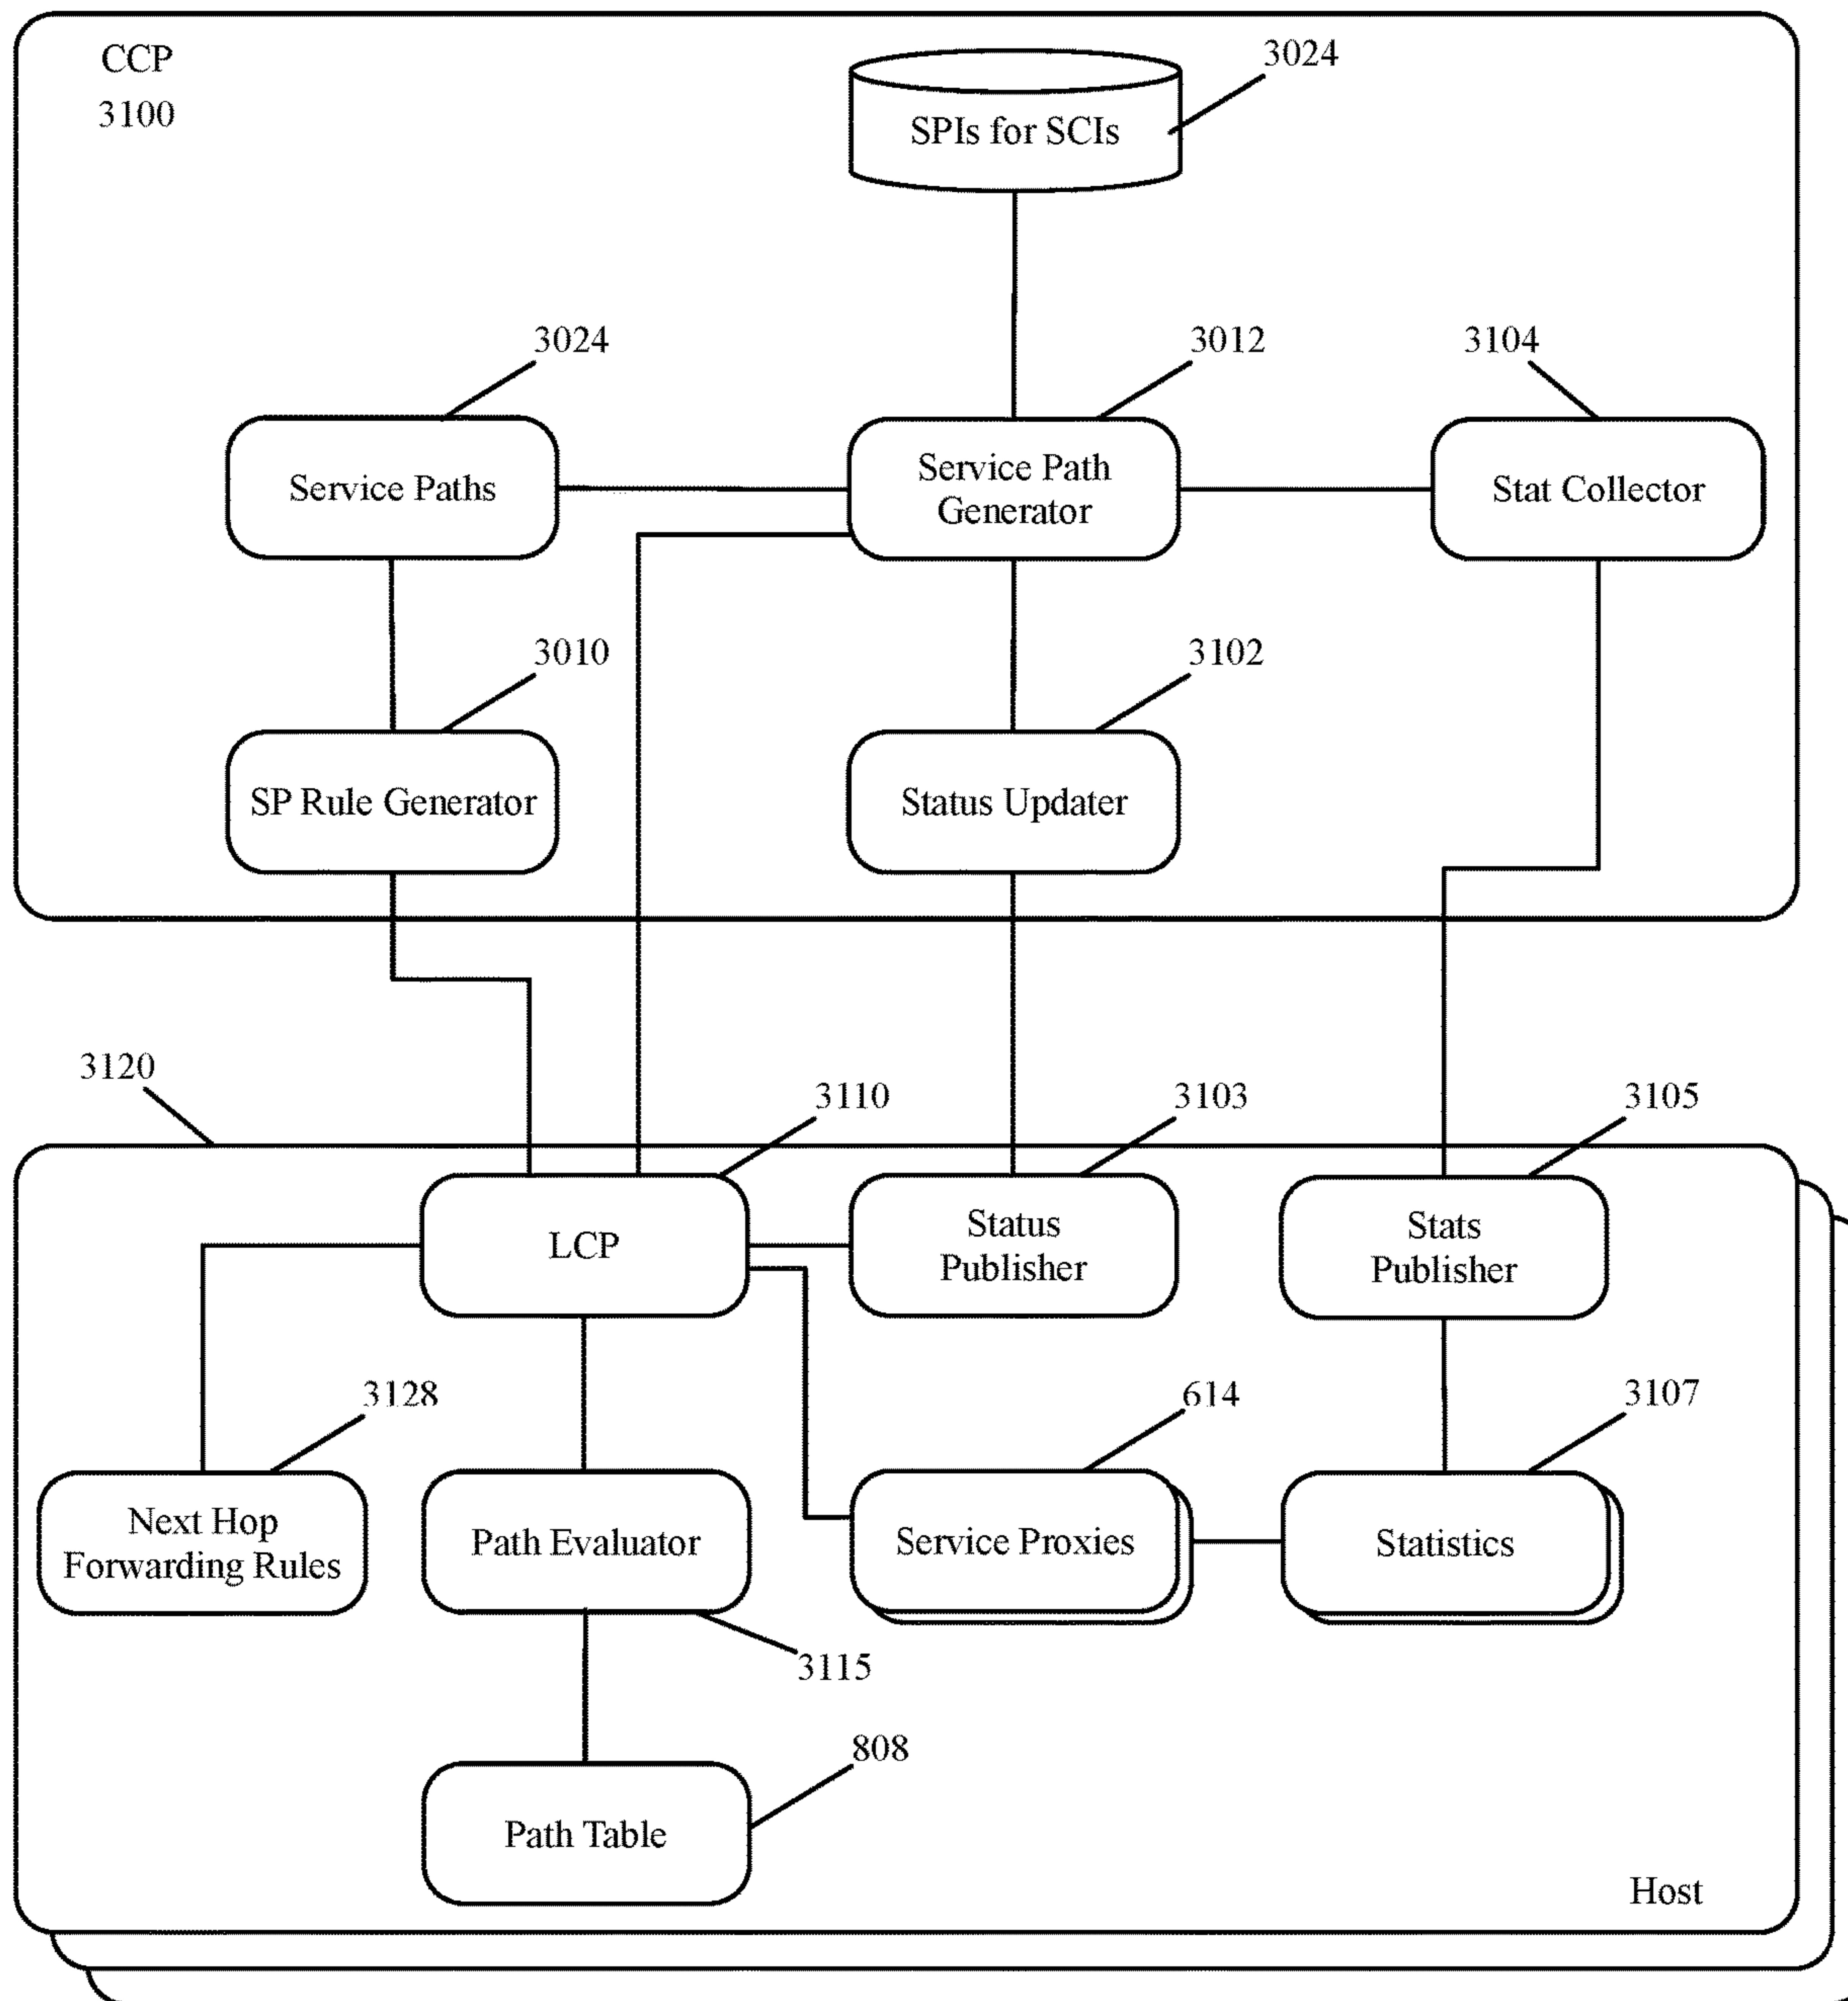 CCP
3100
3024
SPIs for SCIs
3024
3012
3104
Service Paths
Service Path
Generator
Stat Collector
3010
3102
SP Rule Generator
Status Updater
3120
3110
3103
3105
LCP
Status
Publisher
Stats
Publisher
3128
614
3107
Next Hop
Forwarding Rules
Path Evaluator
Service Proxies
Statistics
3115
808
Path Table
Host